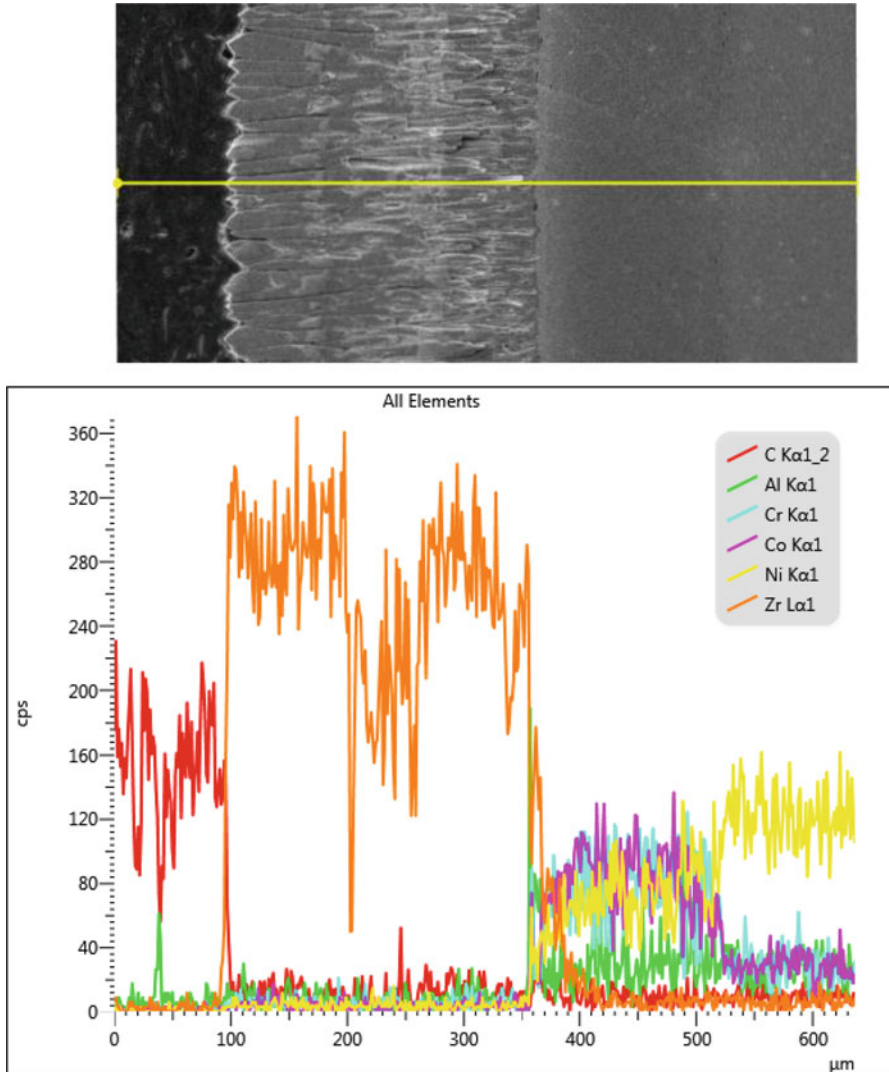 All Elements
C Kα1_2
Al Kα1
Cr Kα1
Co Kα1
Ni Kα1
Zr Lα1
cps
360
320
280
240
200
160
120
80
40
0
0 100 200 300 400 500 600
μm